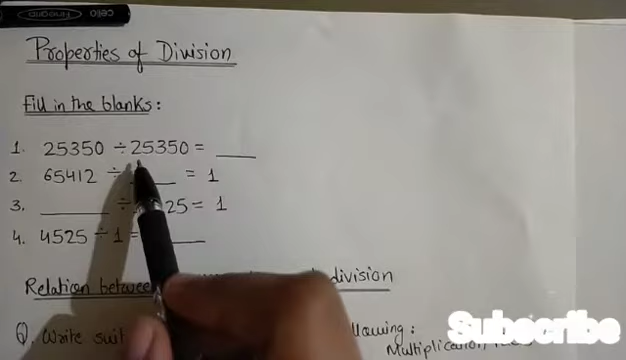 cello Finegrip
Properties of Division
Fill in the blanks:
1. 25350 ÷ 25350 = ____
2. 65412 ÷ ____ = 1
3. ____ ÷ 25 = 1
4. 4525 ÷ 1 = ____
Relation division
Q. Write following:
Multiplication
Subscribe